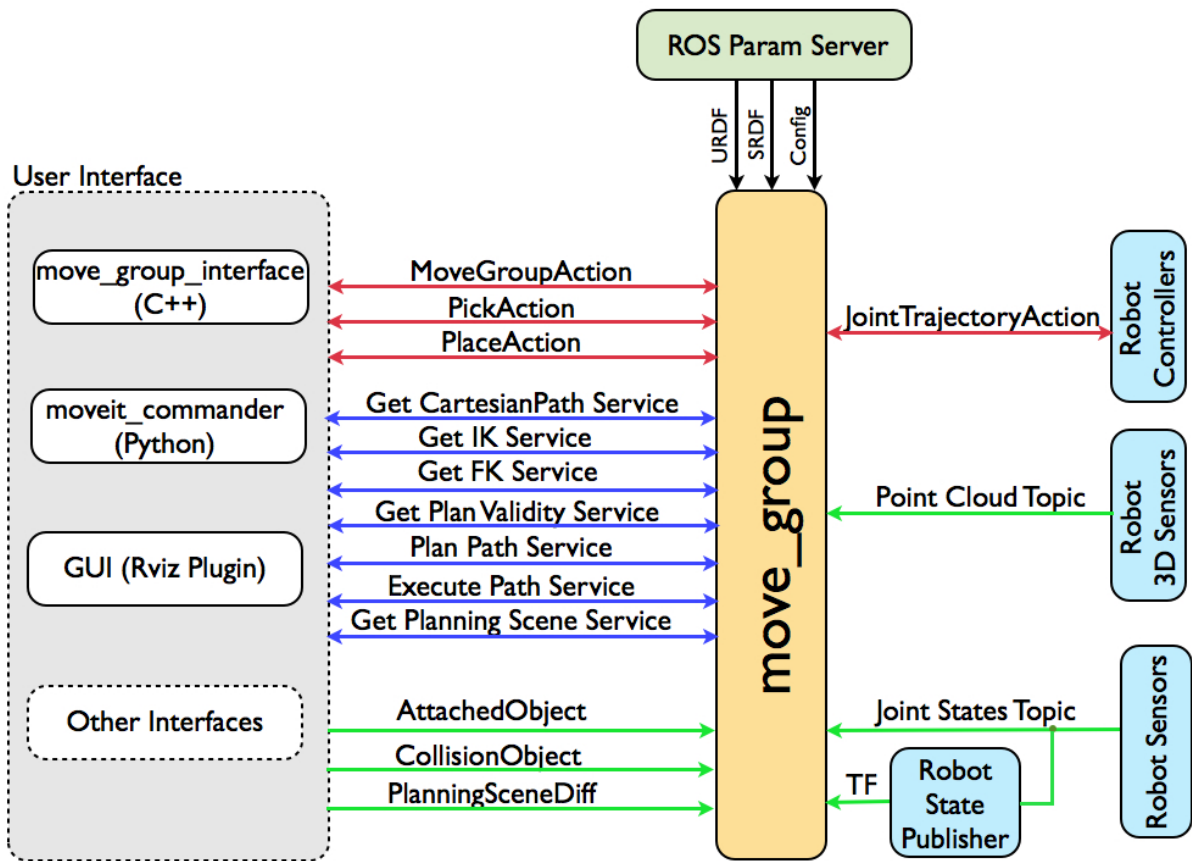 ROS Param Server
URDF
SRDF
Config
User Interface
move_group_interface
(C++)
moveit_commander
(Python)
GUI (Rviz Plugin)
Other Interfaces
MoveGroupAction
PickAction
PlaceAction
Get CartesianPath Service
Get IK Service
Get FK Service
Get Plan Validity Service
Plan Path Service
Execute Path Service
Get Planning Scene Service
AttachedObject
CollisionObject
PlanningSceneDiff
move_group
JointTrajectoryAction
Robot
Controllers
Point Cloud Topic
Robot
3D Sensors
Joint States Topic
Robot Sensors
TF
Robot
State
Publisher